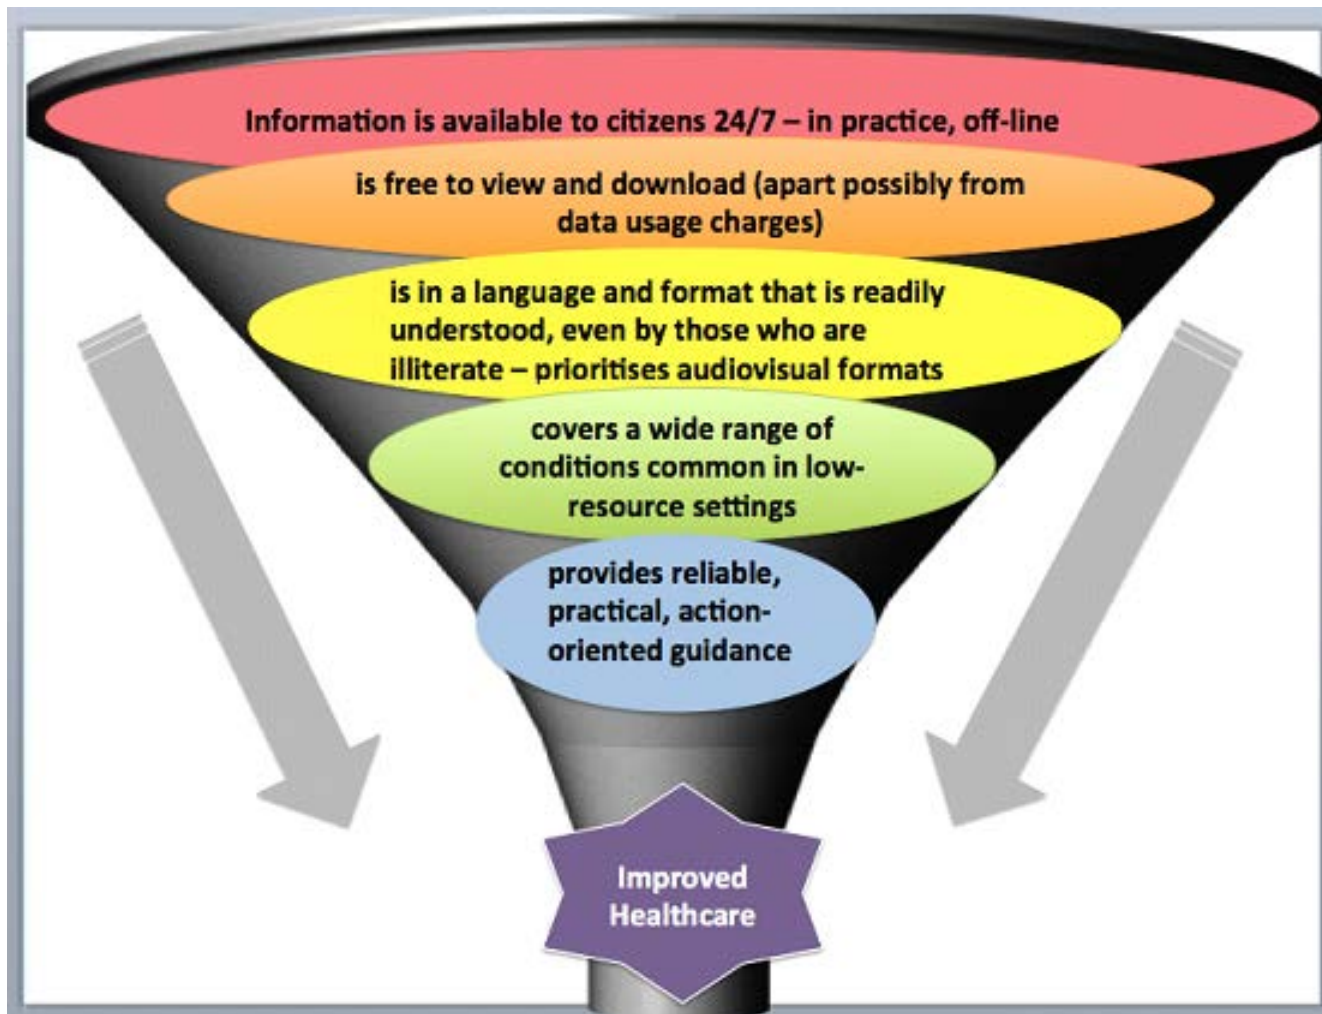 Information is available to citizens 24/7 – in practice, off-line
is free to view and download (apart possibly from
data usage charges)
is in a language and format that is readily
understood, even by those who are
illiterate – prioritises audiovisual formats
covers a wide range of
conditions common in low-
resource settings
provides reliable,
practical, action-
oriented guidance
Improved
Healthcare